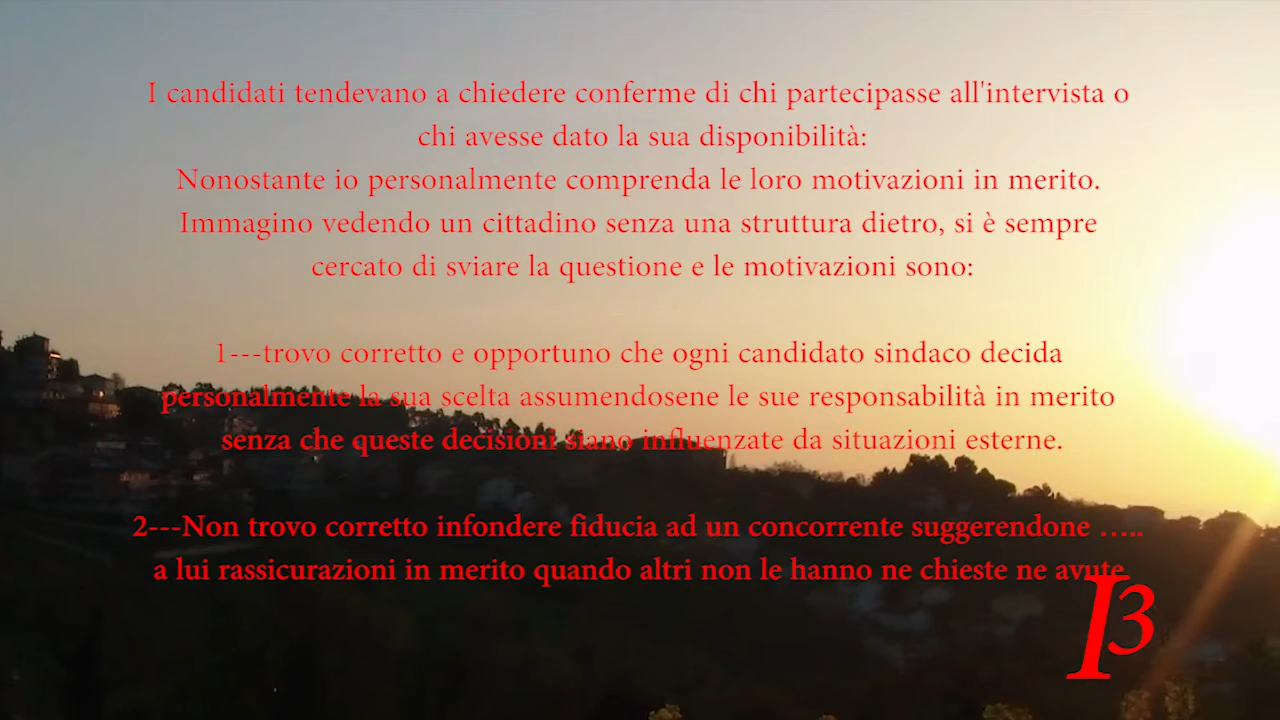 I candidati tendevano a chiedere conferme di chi partecipasse all'intervista o
chi avesse dato la sua disponibilità:
Nonostante io personalmente comprenda le loro motivazioni in merito.
Immagino vedendo un cittadino senza una struttura dietro, si è sempre
cercato di sviare la questione e le motivazioni sono:
1---trovo corretto e opportuno che ogni candidato sindaco decida
personalmente la sua scelta assumendosene le sue responsabilità in merito
senza che queste decisioni siano influenzate da situazioni esterne.
2---Non trovo corretto infondere fiducia ad un concorrente suggerendone …..
a lui rassicurazioni in merito quando altri non le hanno ne chieste ne avute
I3